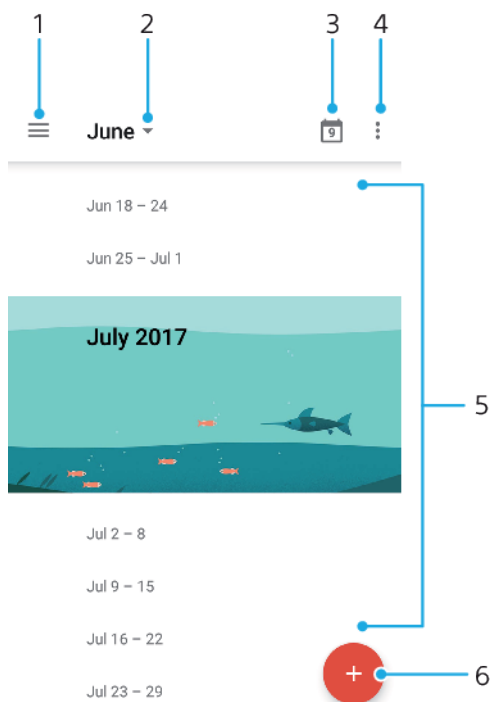 1 2 3 4
June 9
Jun 18 – 24
Jun 25 – Jul 1
July 2017
5
Jul 2 – 8
Jul 9 – 15
Jul 16 – 22
+ 6
Jul 23 – 29